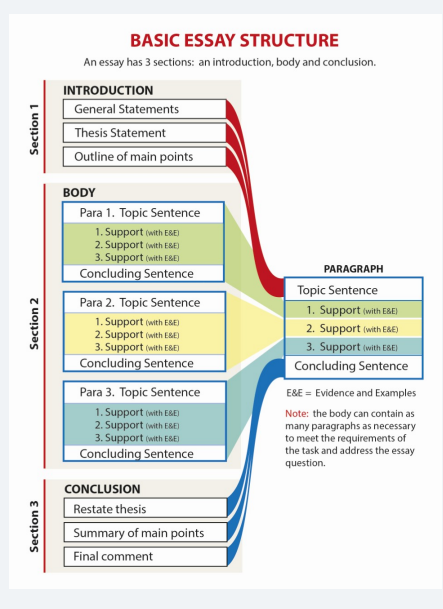 BASIC ESSAY STRUCTURE
An essay has 3 sections: an introduction, body and conclusion.
Section 1
INTRODUCTION
General Statements
Thesis Statement
Outline of main points
Section 2
BODY
Para 1. Topic Sentence
1. Support (with E&E)
2. Support (with E&E)
3. Support (with E&E)
Concluding Sentence
Para 2. Topic Sentence
1. Support (with E&E)
2. Support (with E&E)
3. Support (with E&E)
Concluding Sentence
Para 3. Topic Sentence
1. Support (with E&E)
2. Support (with E&E)
3. Support (with E&E)
Concluding Sentence
Section 3
CONCLUSION
Restate thesis
Summary of main points
Final comment
PARAGRAPH
Topic Sentence
1. Support (with E&E)
2. Support (with E&E)
3. Support (with E&E)
Concluding Sentence
E&E = Evidence and Examples
Note: the body can contain as
many paragraphs as necessary
to meet the requirements of
the task and address the essay
question.